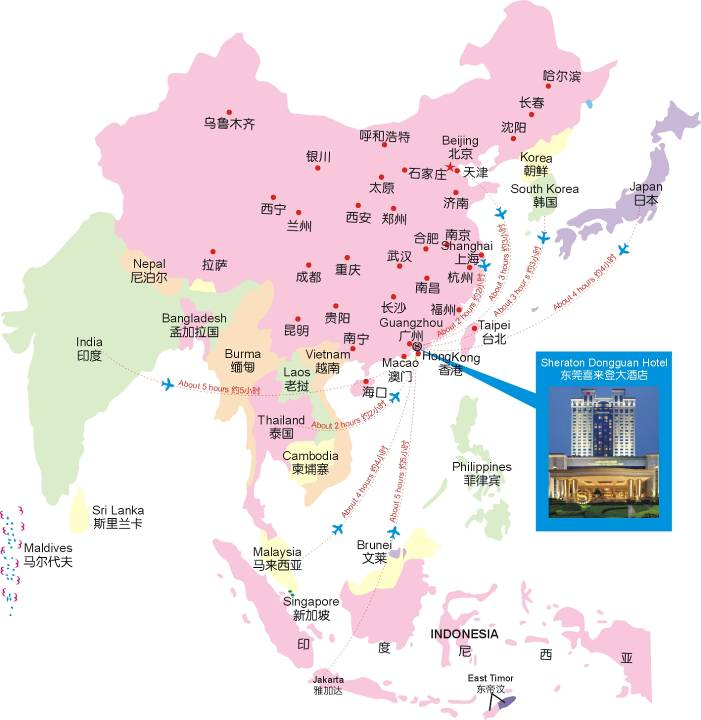 哈尔滨
长春
沈阳
乌鲁木齐
呼和浩特
Beijing
北京
银川
石家庄
天津
Korea
朝鲜
太原
South Korea
韩国
Japan
日本
西宁
兰州
西安
郑州
济南
合肥
南京
Shanghai
上海
Nepal
尼泊尔
拉萨
成都
重庆
武汉
杭州
南昌
About 2 hours 约2小时
About 3 hours 约3小时
About 3 hour s 约3小时
About 4 hours 约4小时
Bangladesh
孟加拉国
昆明
贵阳
长沙
福州
Guangzhou
广州
Taipei
台北
India
印度
Burma
缅甸
Laos
老挝
Vietnam
越南
南宁
Macao
澳门
HongKong
香港
Sheraton Dongguan Hotel
东莞喜来登大酒店
About 5 hours 约5小时
海口
Thailand
泰国
About 2 hours 约2小时
Cambodia
柬埔寨
About 4 hours 约4小时
About 5 hours 约5小时
Philippines
菲律宾
Sri Lanka
斯里兰卡
Maldives
马尔代夫
Malaysia
马来西亚
Brunei
文莱
Singapore
新加坡
INDONESIA
印 度 尼 西 亚
Jakarta
雅加达
East Timor
东帝汶